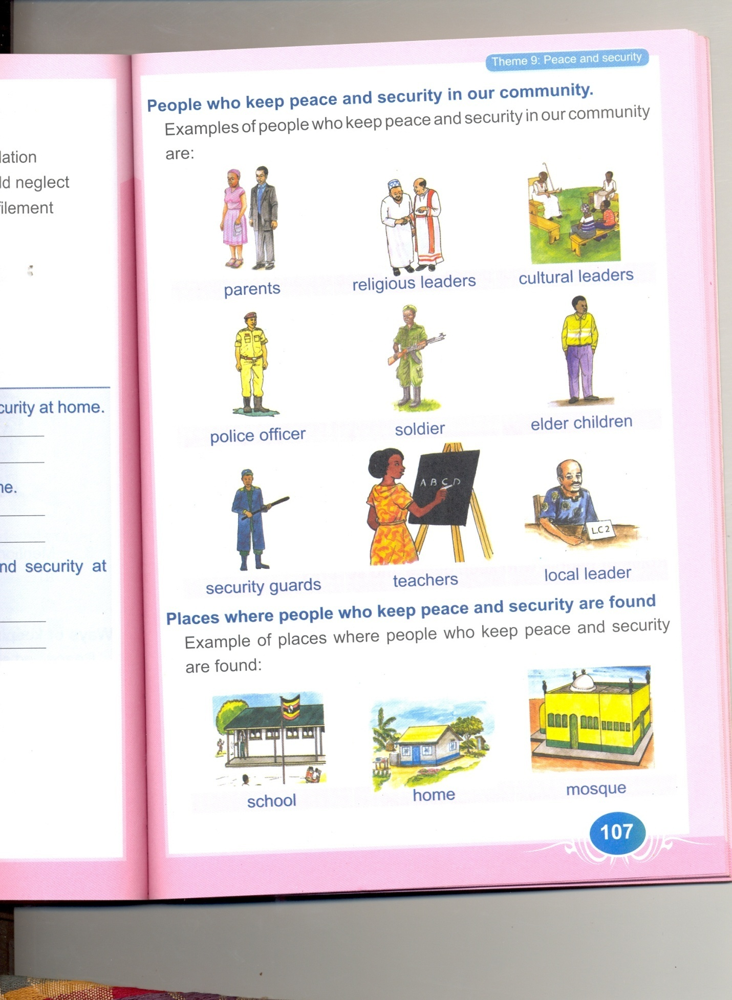 lation
ld neglect
filement
curity at home.
ne.
nd security at
Theme 9: Peace and security
People who keep peace and security in our community.
Examples of people who keep peace and security in our community
are:
parents
religious leaders
cultural leaders
police officer
soldier
elder children
A B C D
L.C 2
security guards
teachers
local leader
Places where people who keep peace and security are found
Example of places where people who keep peace and security
are found:
school
home
mosque
107